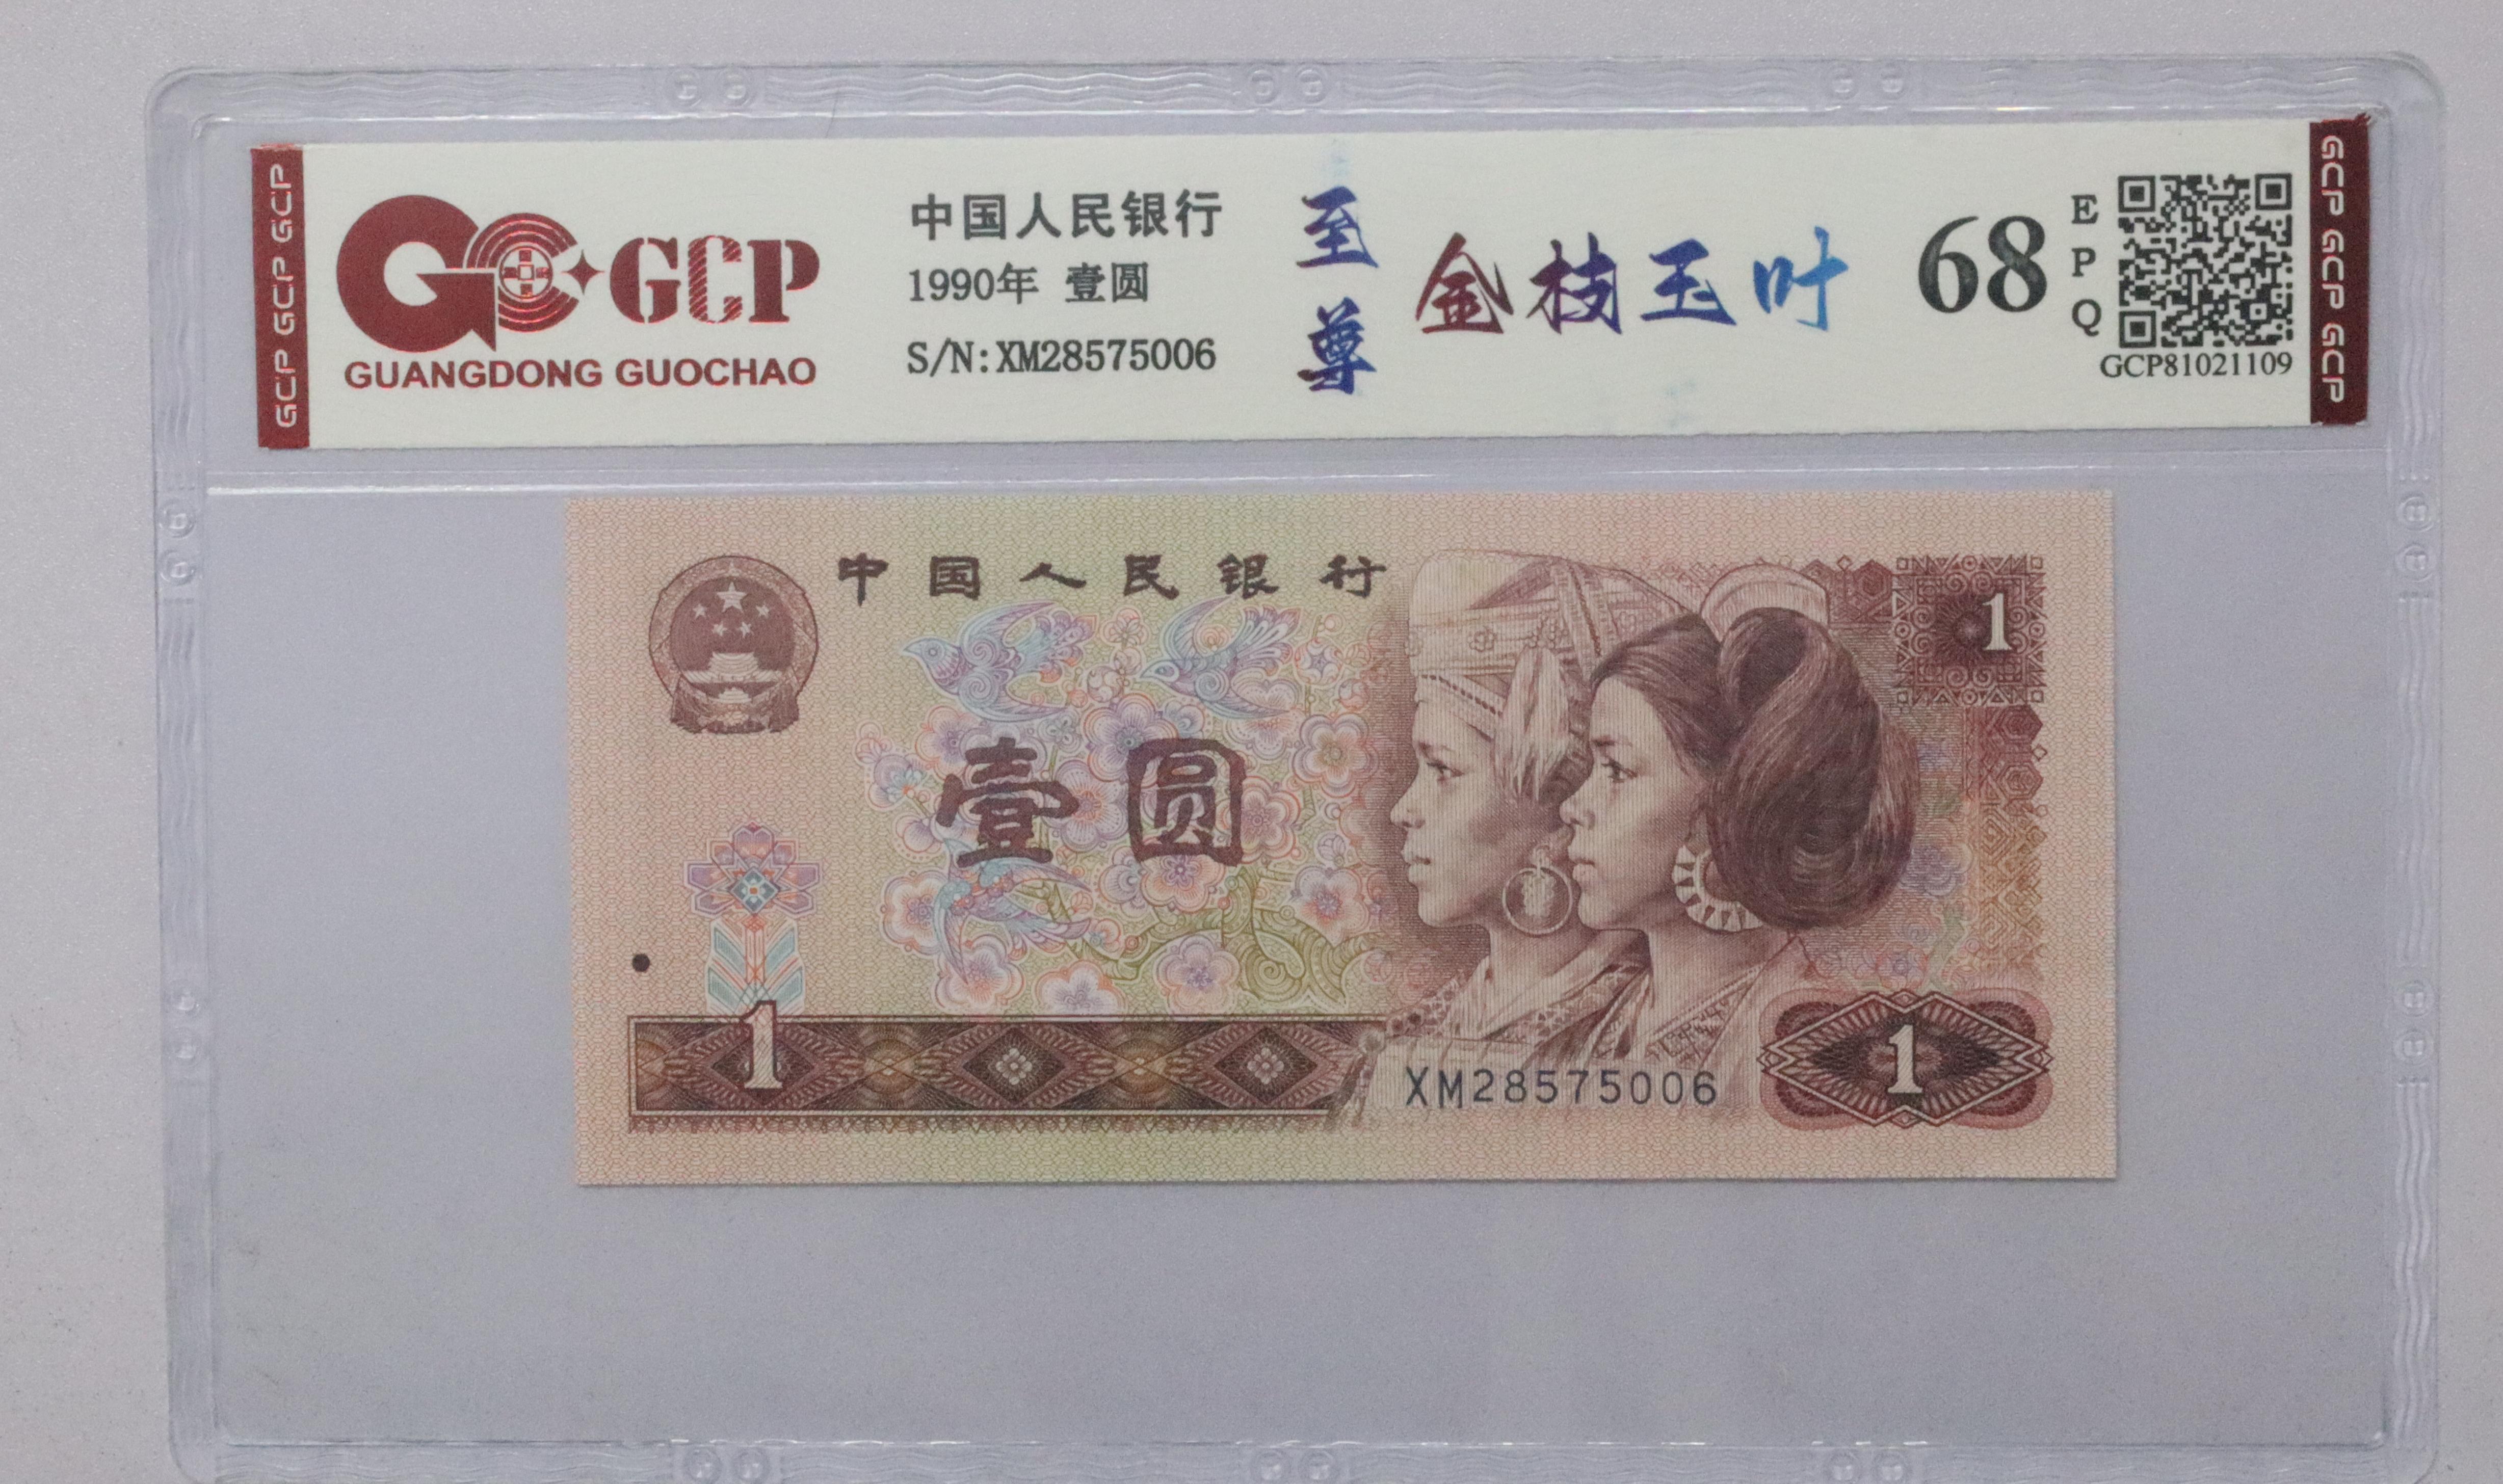 GCP GCP GCP
GCP
GUANGDONG GUOCHAO
中国人民银行
1990年 壹圆
S/N:XM28575006
至尊
金枝玉叶
68
EPQ
GCP81021109
GCP GCP GCP
中国人民银行
1
壹圆
1
XM28575006
1